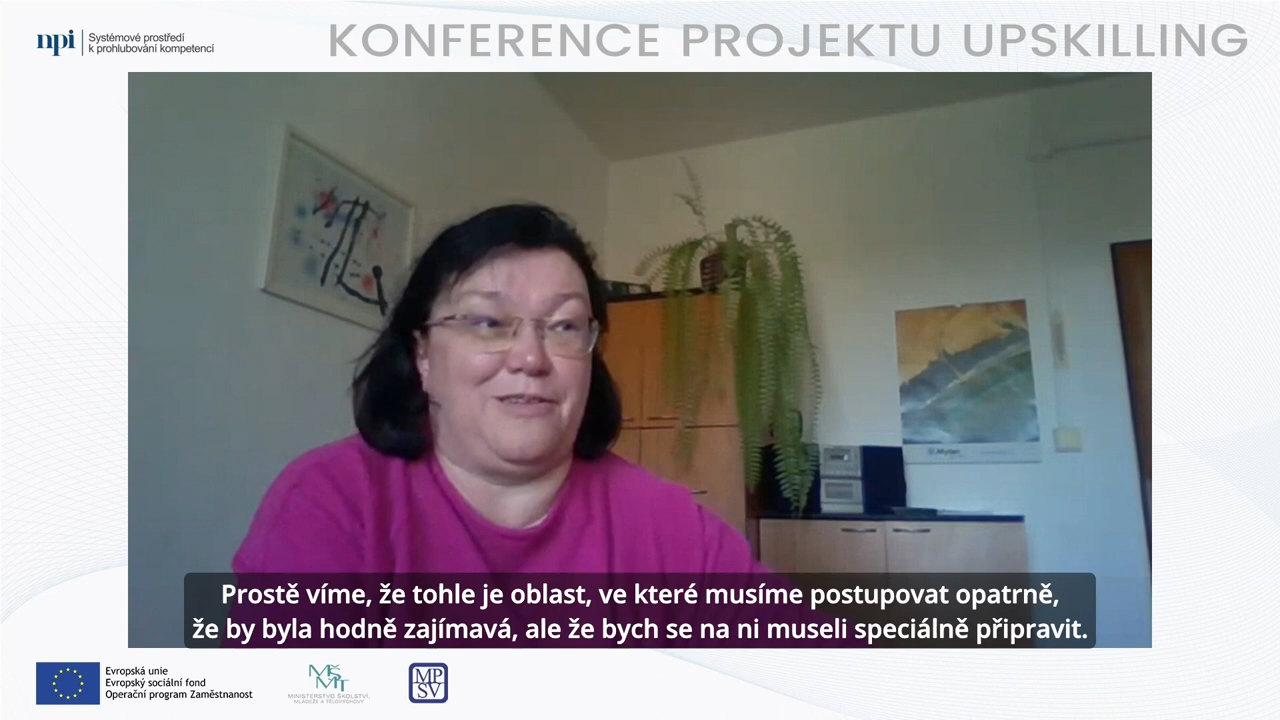 npi
Systémové prostředí
k prohlubování kompetencí
KONFERENCE PROJEKTU UPSKILLING
Prostě víme, že tohle je oblast, ve které musíme postupovat opatrně,
že by byla hodně zajímavá, ale že bych se na ni museli speciálně připravit.
Evropská unie
Evropský sociální fond
Operační program Zaměstnanost
MŠMT
MINISTERSTVO ŠKOLSTVÍ,
MLÁDEŽE A TĚLOVÝCHOVY
MP
SV